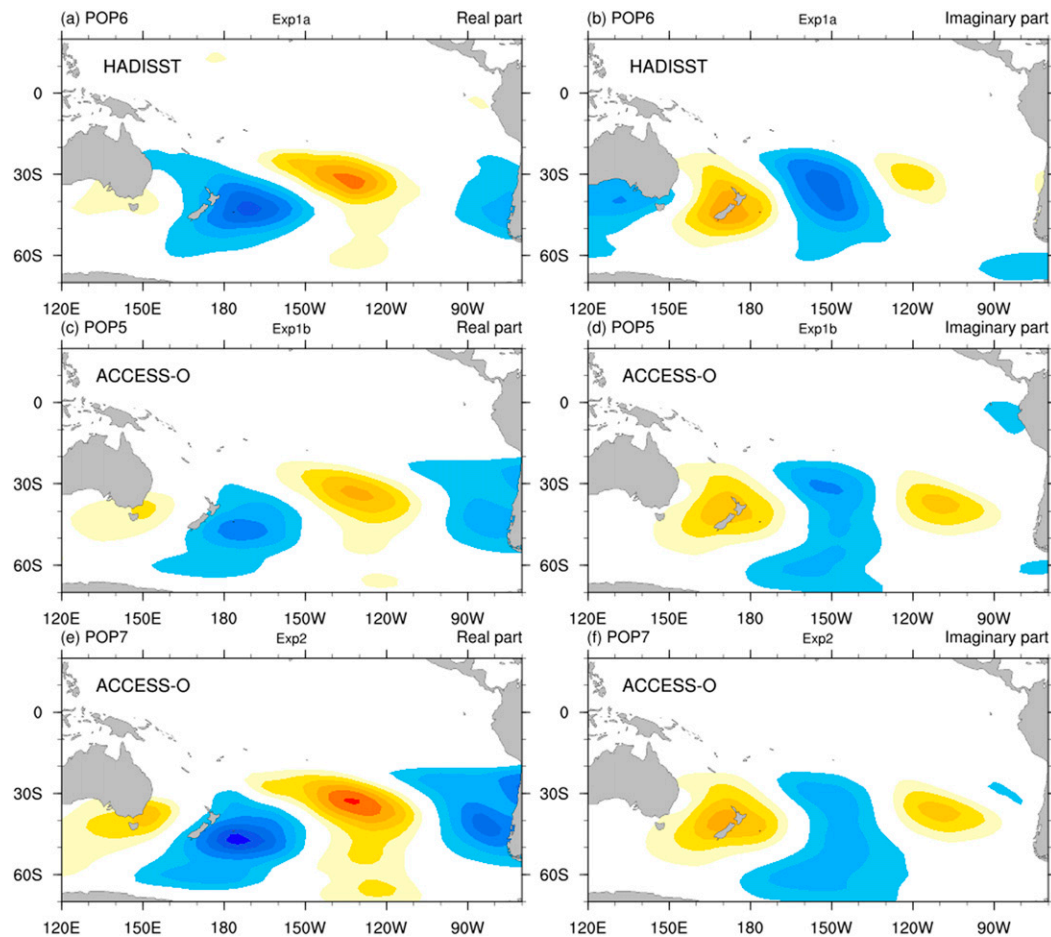 (a) POP6 Exp1a Real part
HADISST
0
30S
60S
120E 150E 180 150W 120W 90W
(b) POP6 Exp1a Imaginary part
HADISST
0
30S
60S
120E 150E 180 150W 120W 90W
(c) POP5 Exp1b Real part
ACCESS-O
0
30S
60S
120E 150E 180 150W 120W 90W
(d) POP5 Exp1b Imaginary part
ACCESS-O
0
30S
60S
120E 150E 180 150W 120W 90W
(e) POP7 Exp2 Real part
ACCESS-O
0
30S
60S
120E 150E 180 150W 120W 90W
(f) POP7 Exp2 Imaginary part
ACCESS-O
0
30S
60S
120E 150E 180 150W 120W 90W